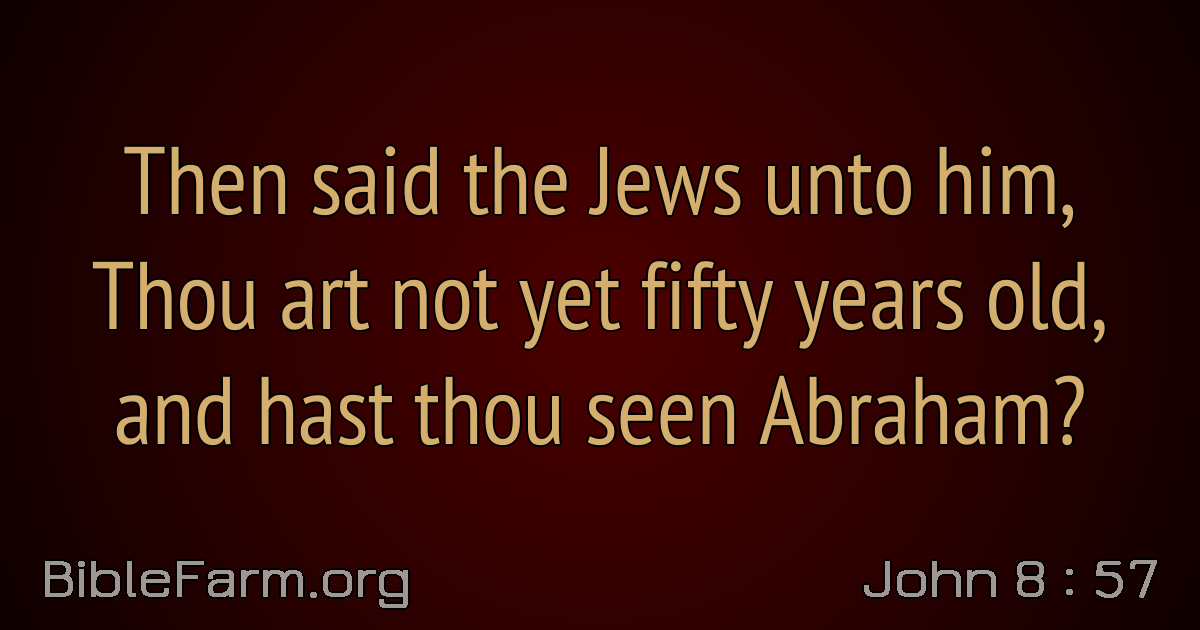 Then said the Jews unto him,
Thou art not yet fifty years old,
and hast thou seen Abraham?
BibleFarm.org
John 8 : 57